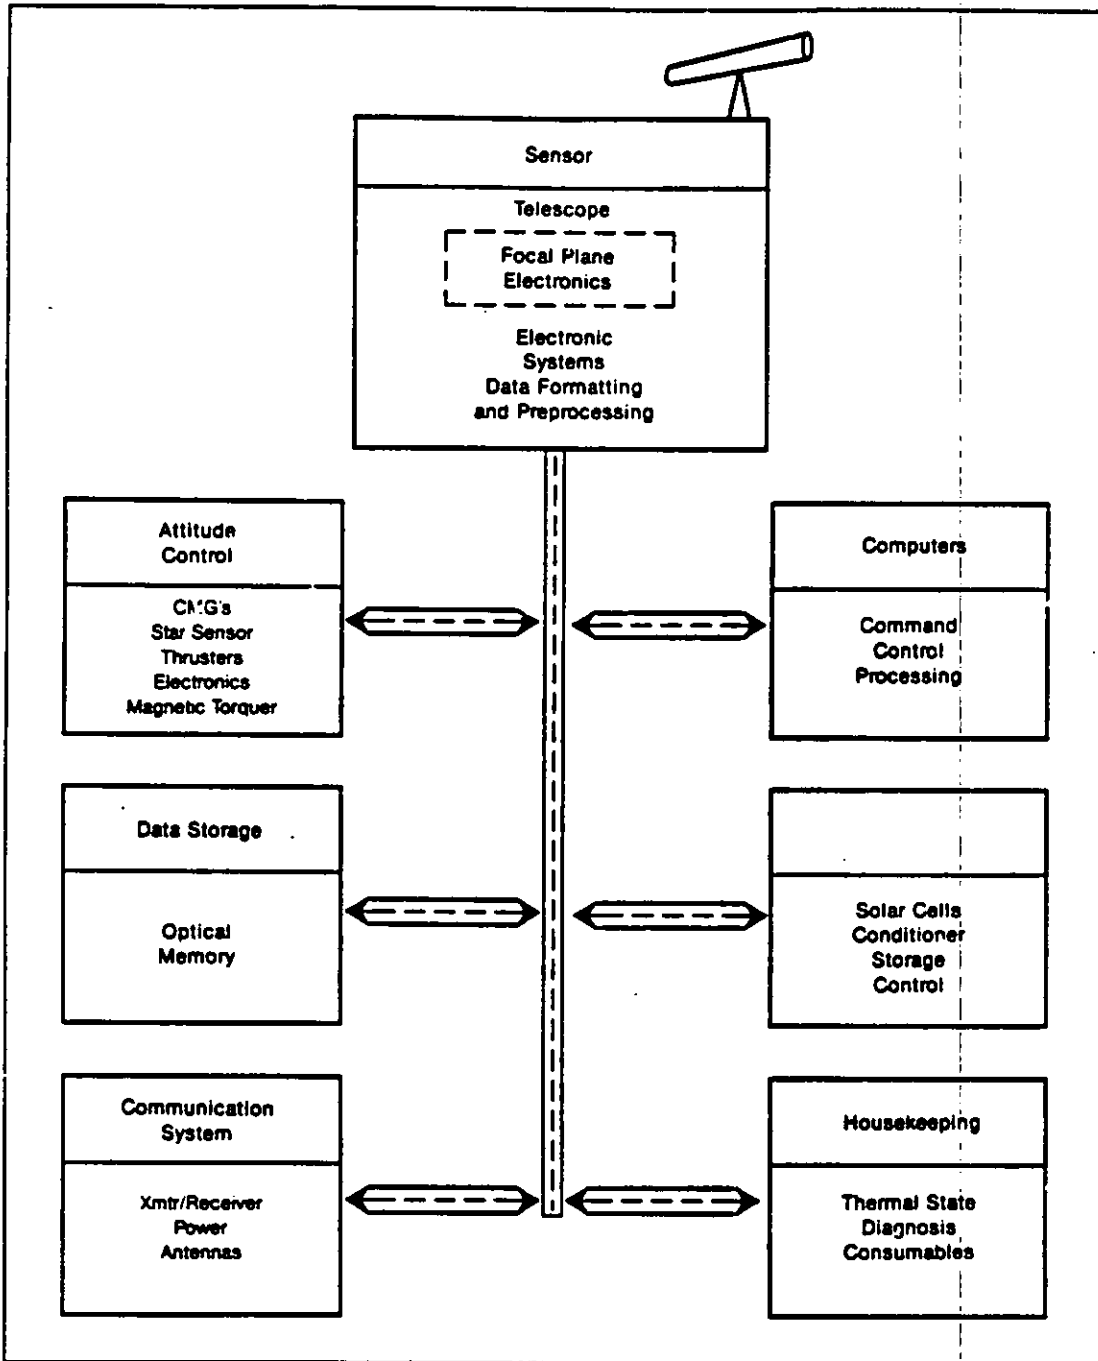 Sensor
Telescope
Focal Plane
Electronics
Electronic
Systems
Data Formatting
and Preprocessing
Attitude
Control
CMG's
Star Sensor
Thrusters
Electronics
Magnetic Torquer
Computers
Command
Control
Processing
Data Storage
Optical
Memory
Solar Cells
Conditioner
Storage
Control
Communication
System
Xmtr/Receiver
Power
Antennas
Housekeeping
Thermal State
Diagnosis
Consumables